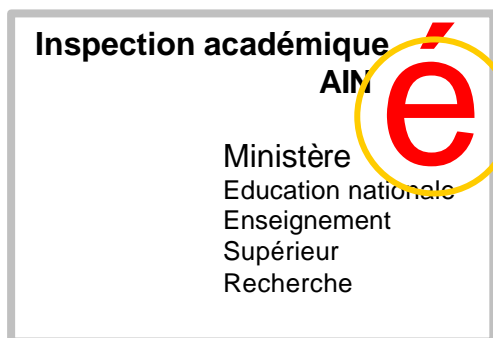 Inspection académique
AIN
é
Ministère
Education nationale
Enseignement
Supérieur
Recherche